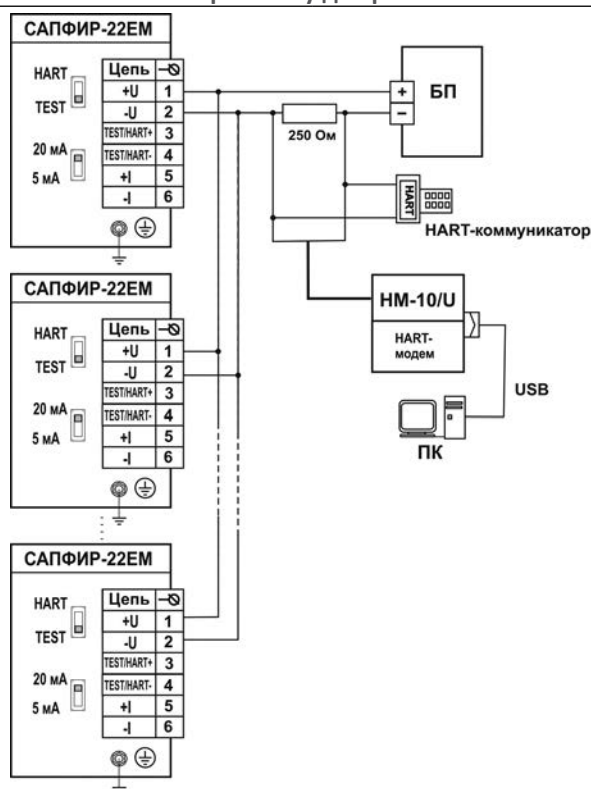 САПФИР-22ЕМ
HART
TEST
20 мА
5 мА
Цепь
+U 1
-U 2
TEST/HART+ 3
TEST/HART- 4
+I 5
-I 6
+ БП
−
250 Ом
HART
HART-коммуникатор
САПФИР-22ЕМ
HART
TEST
20 мА
5 мА
Цепь
+U 1
-U 2
TEST/HART+ 3
TEST/HART- 4
+I 5
-I 6
HM-10/U
HART-
модем
USB
ПК
САПФИР-22ЕМ
HART
TEST
20 мА
5 мА
Цепь
+U 1
-U 2
TEST/HART+ 3
TEST/HART- 4
+I 5
-I 6